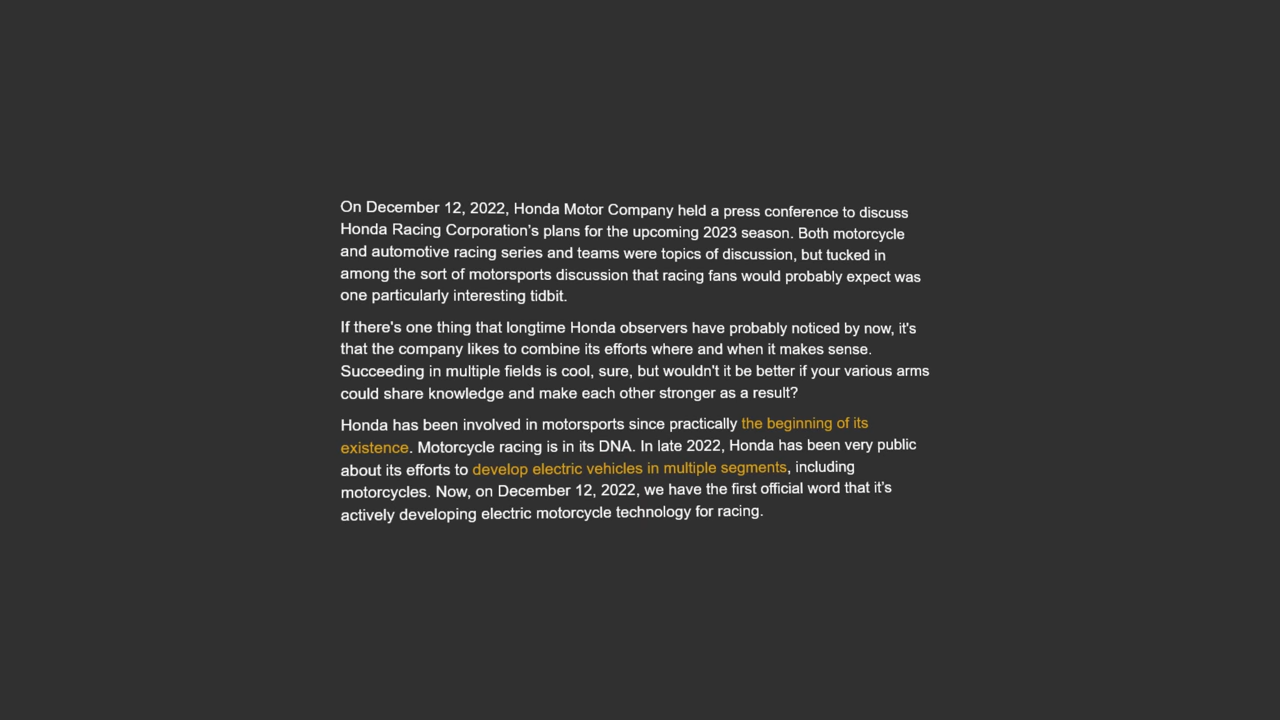 On December 12, 2022, Honda Motor Company held a press conference to discuss
Honda Racing Corporation's plans for the upcoming 2023 season. Both motorcycle
and automotive racing series and teams were topics of discussion, but tucked in
among the sort of motorsports discussion that racing fans would probably expect was
one particularly interesting tidbit.
If there's one thing that longtime Honda observers have probably noticed by now, it's
that the company likes to combine its efforts where and when it makes sense.
Succeeding in multiple fields is cool, sure, but wouldn't it be better if your various arms
could share knowledge and make each other stronger as a result?
Honda has been involved in motorsports since practically the beginning of its
existence. Motorcycle racing is in its DNA. In late 2022, Honda has been very public
about its efforts to develop electric vehicles in multiple segments, including
motorcycles. Now, on December 12, 2022, we have the first official word that it's
actively developing electric motorcycle technology for racing.